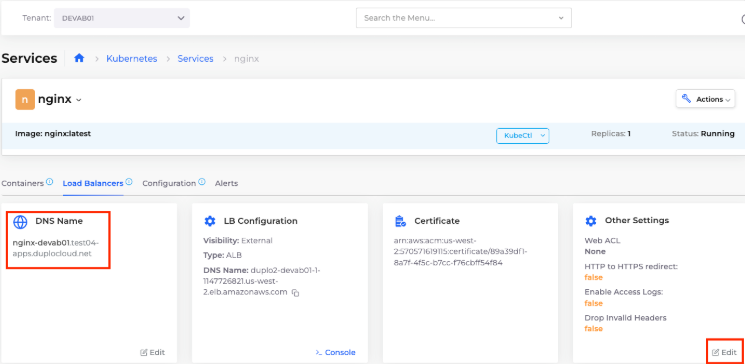 Tenant: DEVAB01
Search the Menu...
Services Kubernetes Services nginx
n nginx
Actions
Image: nginx:latest
KubeCtl
Replicas: 1
Status: Running
Containers Load Balancers Configuration Alerts
DNS Name
nginx-devab01.test04-
apps.duplocloud.net
Edit
LB Configuration
Visibility: External
Type: ALB
DNS Name: duplo2-devab01-1-
1147726821.us-west-
2.elb.amazonaws.com
Console
Certificate
arn:aws:acm:us-west-
2:570571619115:certificate/89a39df1-
8a7f-4f5c-b7cc-f76cbff54f84
Other Settings
Web ACL
None
HTTP to HTTPS redirect:
false
Enable Access Logs:
false
Drop Invalid Headers
false
Edit